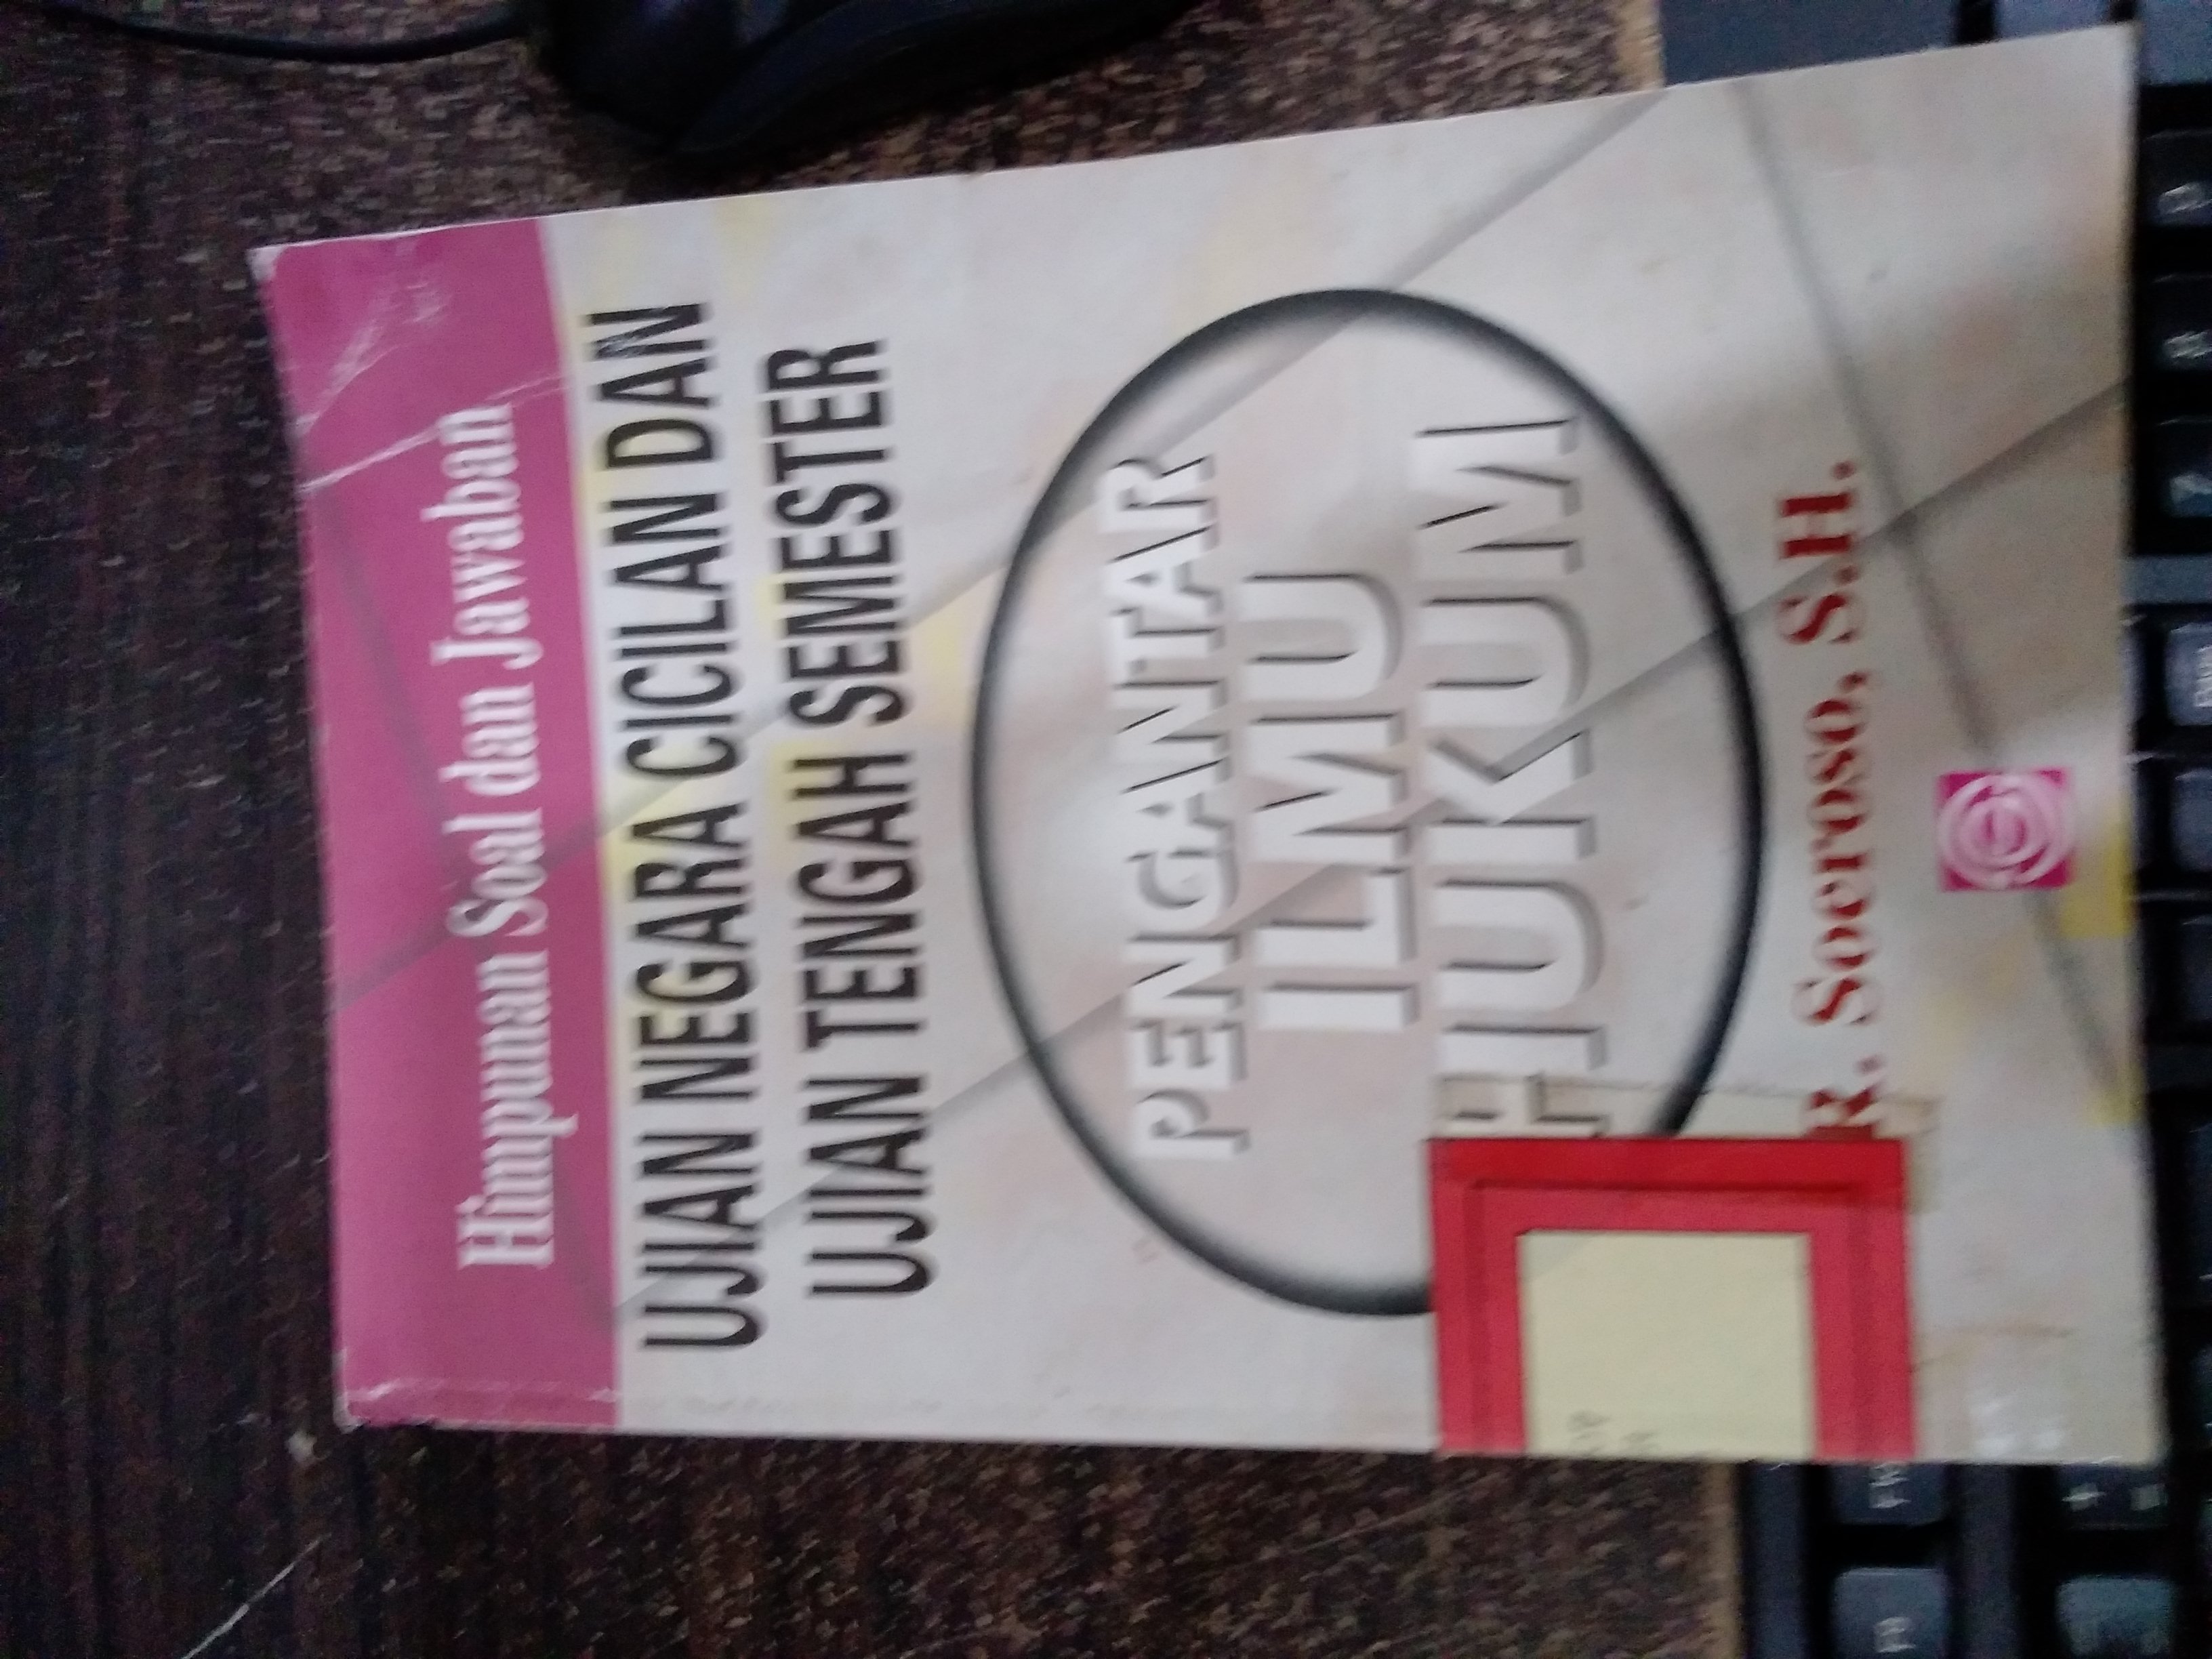 Himpunan Soal dan Jawaban
UJIAN NEGARA CICILAN DAN
UJIAN TENGAH SEMESTER
PENGANTAR
ILMU
HUKUM
R. Soeroso, S.H.